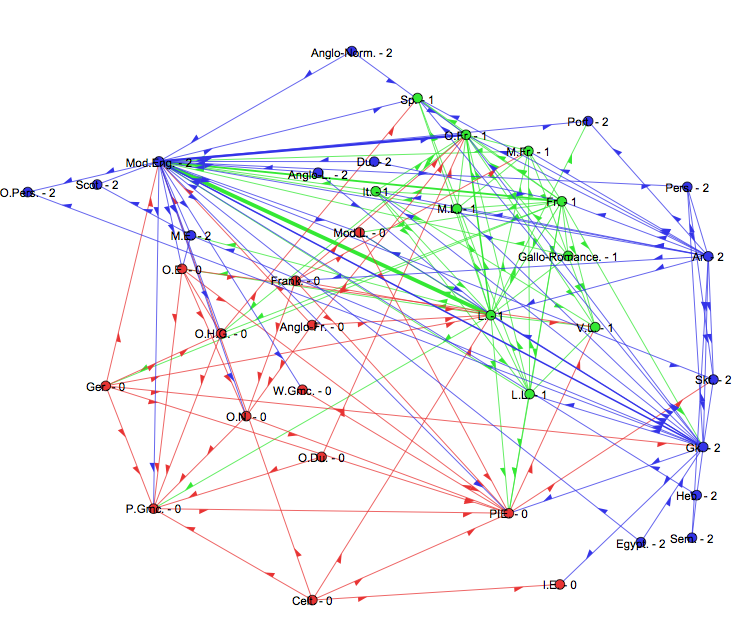 Anglo-Norm. - 2
Sp. - 1
Port. - 2
O.Fr. - 1
M.Fr. - 1
Mod.Eng. - 2
Du. - 2
Anglo-L. - 2
Scot. - 2
O.Pers. - 2
It. - 1
Pers. - 2
Fr. - 1
M.L. - 1
Mod.L. - 0
M.E. - 2
Gallo-Romance. - 1
Ar. - 2
O.E. - 0
Frank. - 0
L. - 1
Anglo-Fr. - 0
V.L. - 1
O.H.G. - 0
Skt. - 2
Ger. - 0
W.Gmc. - 0
L.L. - 1
O.N. - 0
Gk. - 2
O.Du. - 0
Heb. - 2
P.Gmc. - 0
PIE. - 0
Sem. - 2
Egypt. - 2
I.E. - 0
Celt. - 0